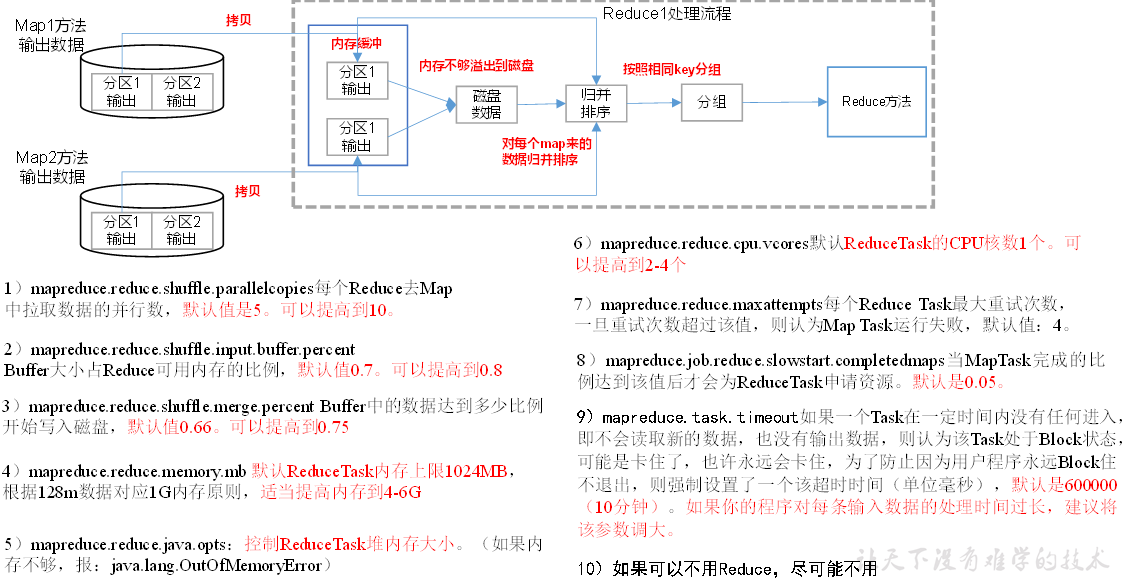 Map1方法
输出数据
拷贝
分区1
输出
分区2
输出
Map2方法
输出数据
拷贝
分区1
输出
分区2
输出
Reduce1处理流程
内存缓冲
分区1
输出
分区1
输出
内存不够溢出到磁盘
磁盘
数据
归并
排序
对每个map来的
数据归并排序
按照相同key分组
分组
Reduce方法
1）mapreduce.reduce.shuffle.parallelcopies每个Reduce去Map
中拉取数据的并行数，默认值是5。可以提高到10。
2）mapreduce.reduce.shuffle.input.buffer.percent
Buffer大小占Reduce可用内存的比例，默认值0.7。可以提高到0.8
3）mapreduce.reduce.shuffle.merge.percent Buffer中的数据达到多少比例
开始写入磁盘，默认值0.66。可以提高到0.75
4）mapreduce.reduce.memory.mb 默认ReduceTask内存上限1024MB，
根据128m数据对应1G内存原则，适当提高内存到4-6G
5）mapreduce.reduce.java.opts：控制ReduceTask堆内存大小。（如果内
存不够，报：java.lang.OutOfMemoryError）
6）mapreduce.reduce.cpu.vcores默认ReduceTask的CPU核数1个。可
以提高到2-4个
7）mapreduce.reduce.maxattempts每个Reduce Task最大重试次数，
一旦重试次数超过该值，则认为Map Task运行失败，默认值：4。
8）mapreduce.job.reduce.slowstart.completedmaps当MapTask完成的比
例达到该值后才会为ReduceTask申请资源。默认是0.05。
9）mapreduce.task.timeout如果一个Task在一定时间内没有任何进入，
即不会读取新的数据，也没有输出数据，则认为该Task处于Block状态，
可能是卡住了，也许永远会卡住，为了防止因为用户程序永远Block住
不退出，则强制设置了一个该超时时间（单位毫秒），默认是600000
（10分钟）。如果你的程序对每条输入数据的处理时间过长，建议将
该参数调大。
10）如果可以不用Reduce，尽可能不用
让天下没有难学的技术